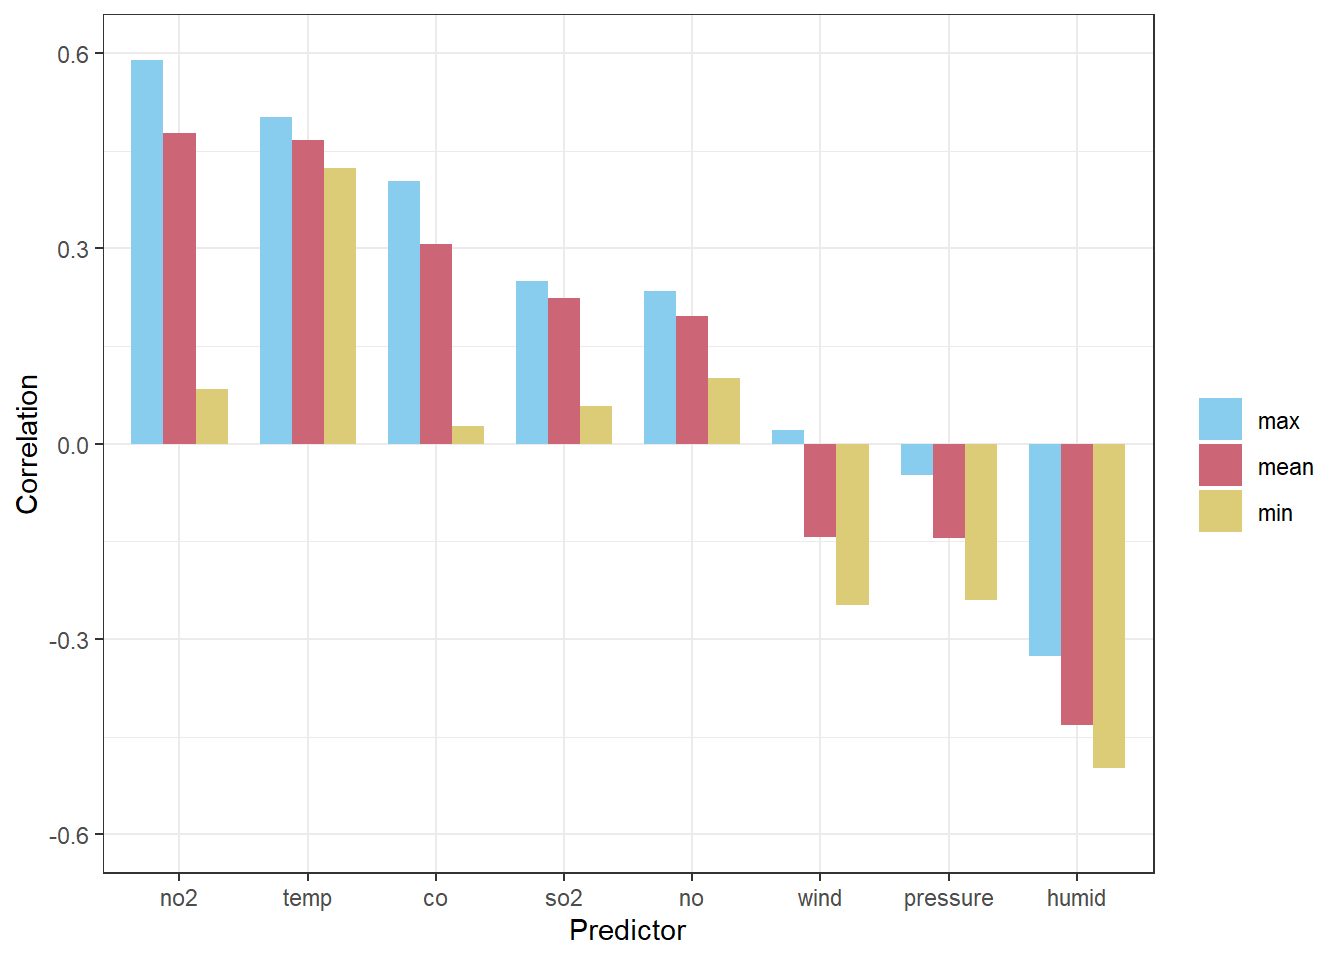 0.6
0.3
0.0
-0.3
-0.6
Correlation
no2 temp co so2 no wind pressure humid
Predictor
max
mean
min